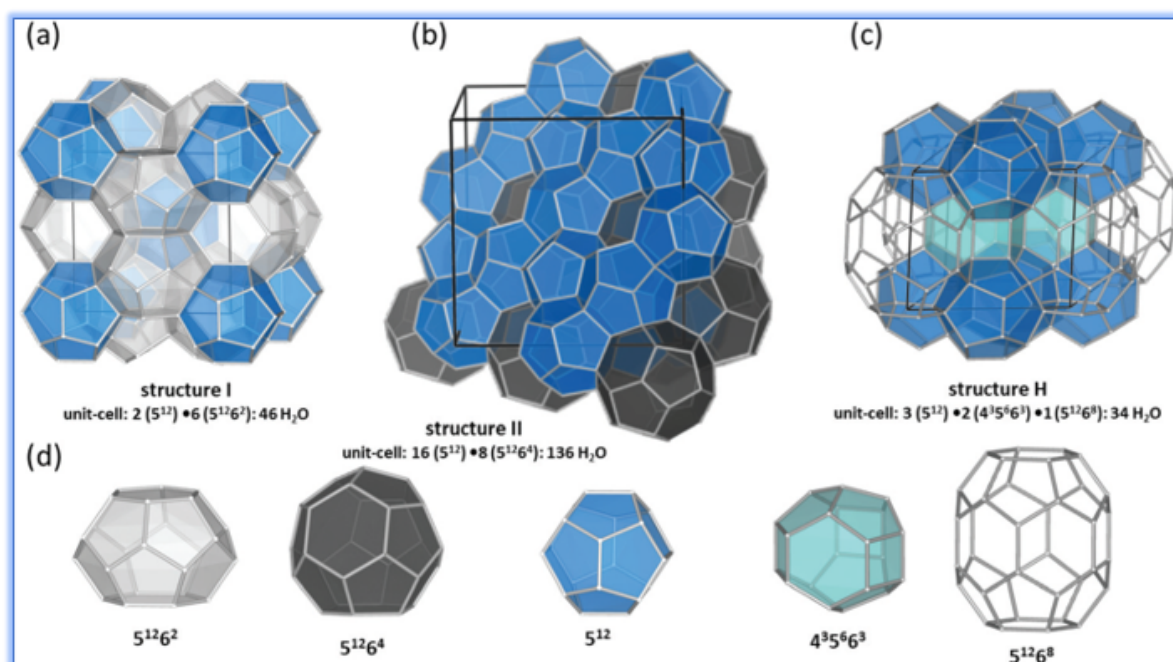 (a)
(b)
(c)
structure I
unit-cell: 2 (5¹²) •6 (5¹²6²): 46 H₂O
structure II
unit-cell: 16 (5¹²) •8 (5¹²6⁴): 136 H₂O
structure H
unit-cell: 3 (5¹²) •2 (4³5⁶6³) •1 (5¹²6⁸): 34 H₂O
(d)
5¹²6²
5¹²6⁴
5¹²
4³5⁶6³
5¹²6⁸